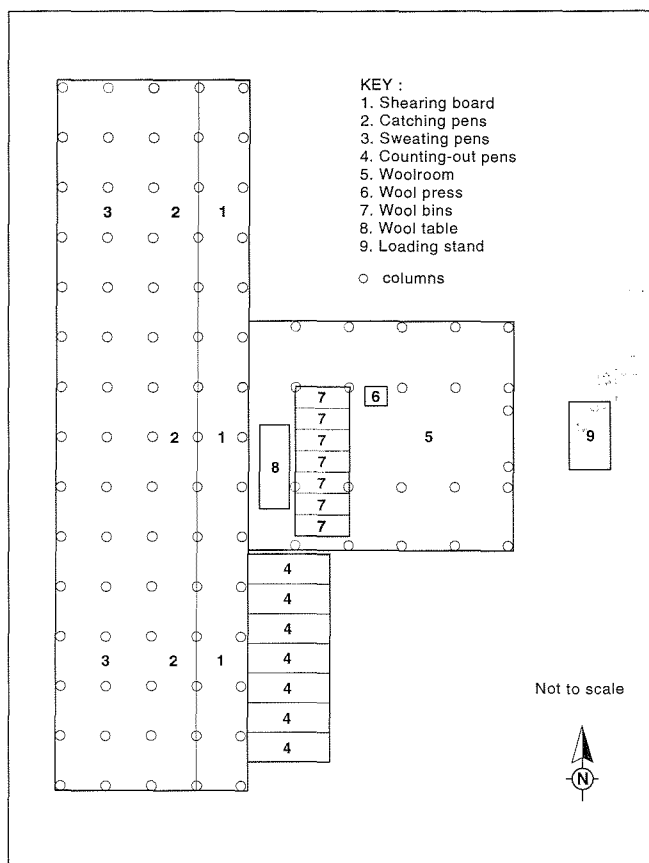 KEY :
1. Shearing board
2. Catching pens
3. Sweating pens
4. Counting-out pens
5. Woolroom
6. Wool press
7. Wool bins
8. Wool table
9. Loading stand
columns
3 2 1
7
6
7
7
2 1 8 7 5 9
7
7
7
4
4
4
3 2 1 4
4
4
4
Not to scale
N